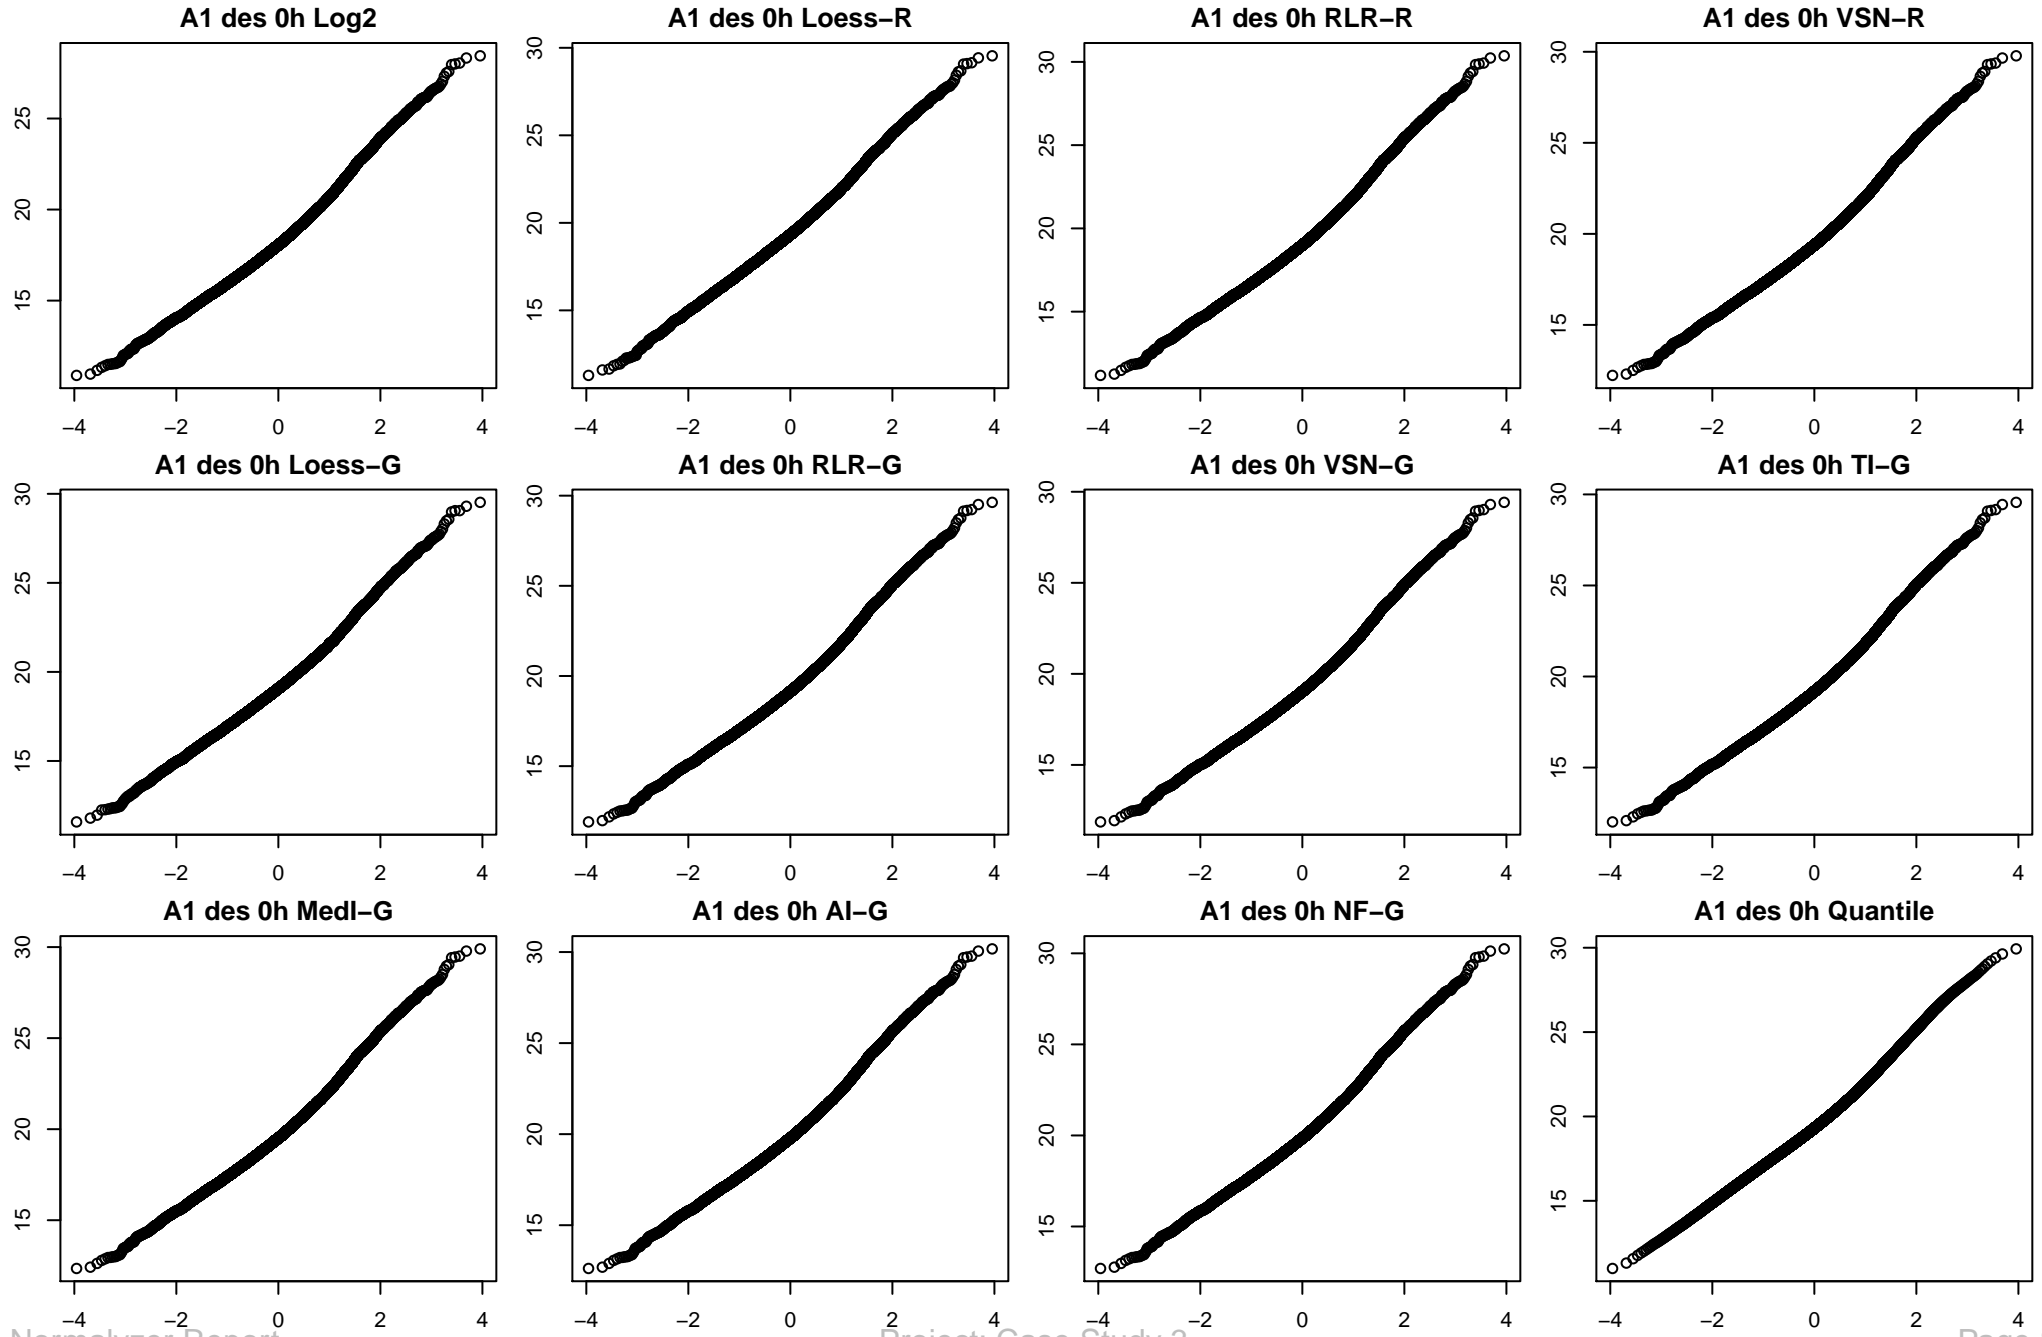 A1 des 0h Log2 A1 des 0h Loess−R A1 des 0h RLR−R A1 des 0h VSN−R
25 20 15 30 25 20 15 30 25 20 15 30 25 20 15
−4 −2 0 2 4 −4 −2 0 2 4 −4 −2 0 2 4 −4 −2 0 2 4
A1 des 0h Loess−G A1 des 0h RLR−G A1 des 0h VSN−G A1 des 0h TI−G
30 25 20 15 30 25 20 15 30 25 20 15 30 25 20 15
−4 −2 0 2 4 −4 −2 0 2 4 −4 −2 0 2 4 −4 −2 0 2 4
A1 des 0h MedI−G A1 des 0h AI−G A1 des 0h NF−G A1 des 0h Quantile
30 25 20 15 30 25 20 15 30 25 20 15 30 25 20 15
−4 −2 0 2 4 −4 −2 0 2 4 −4 −2 0 2 4 −4 −2 0 2 4
Normalyzer Report Project: Case Study 2 Page